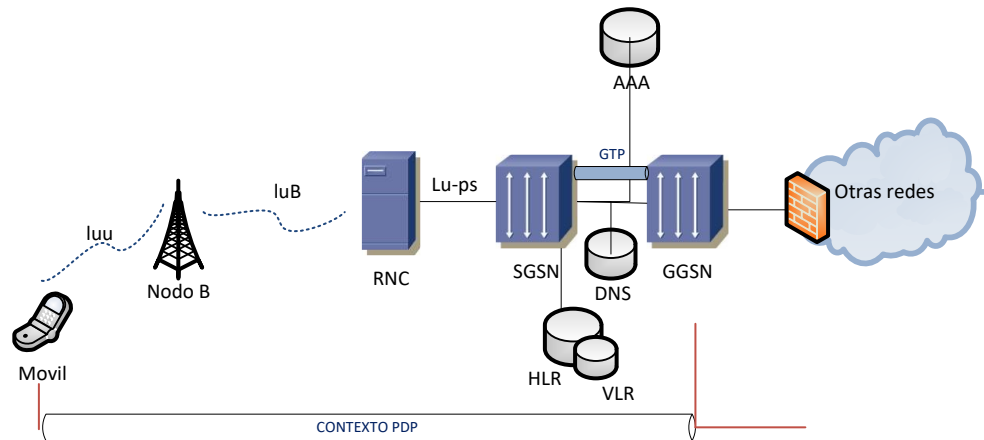 AAA
GTP
Otras redes
Lu-ps
luB
luu
RNC
SGSN
GGSN
DNS
Nodo B
Movil
HLR
VLR
CONTEXTO PDP